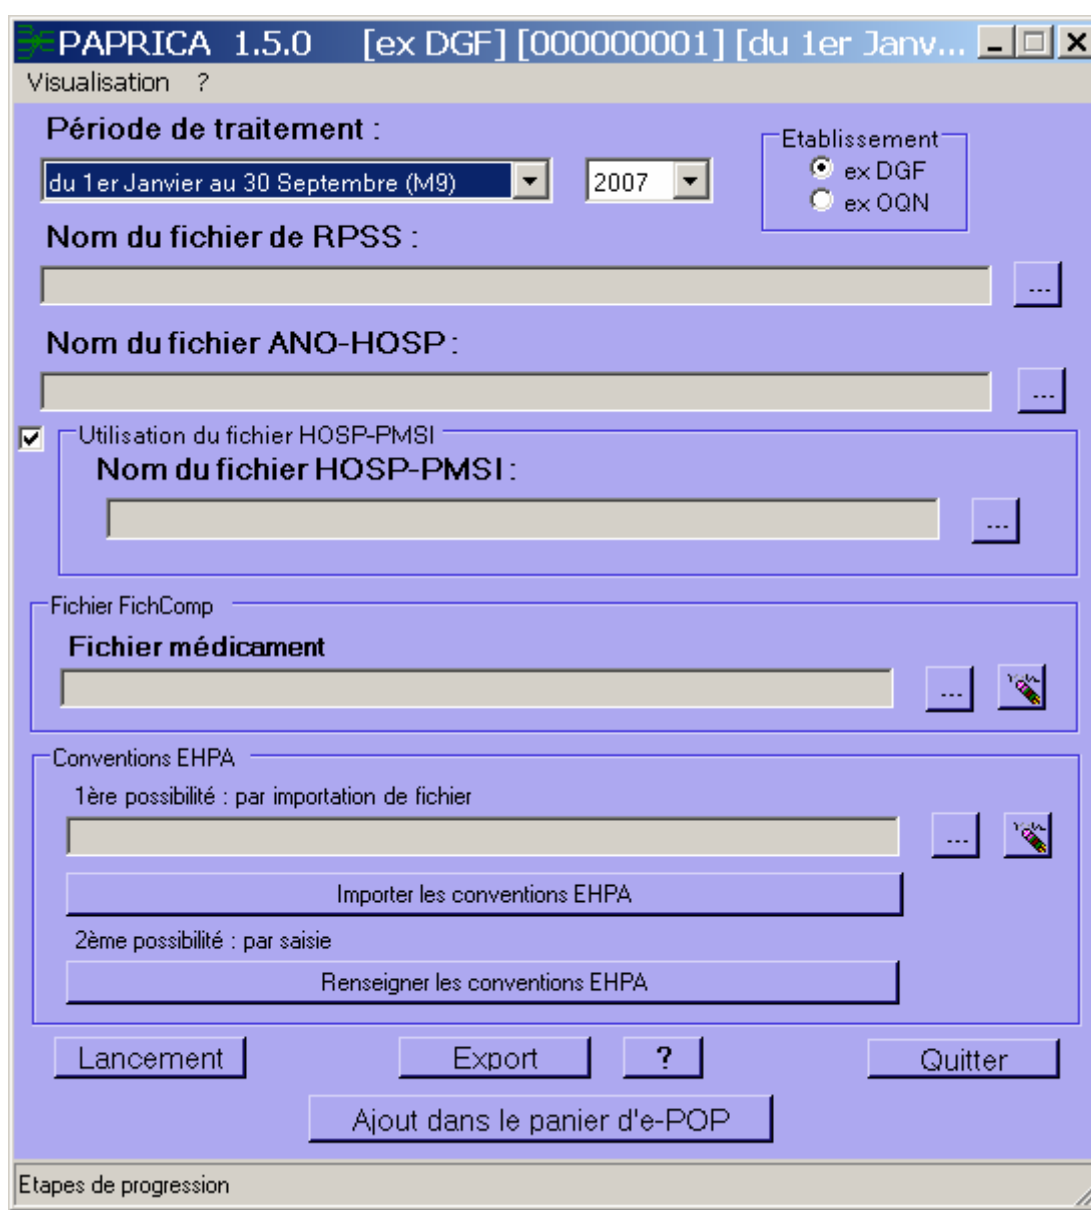 PAPRICA 1.5.0 [ex DGF] [000000001] [du 1er Janv...
Visualisation ?
Période de traitement :
Etablissement
du 1er Janvier au 30 Septembre (M9) 2007
ex DGF
ex OQN
Nom du fichier de RPSS :
...
Nom du fichier ANO-HOSP :
...
Utilisation du fichier HOSP-PMSI
Nom du fichier HOSP-PMSI :
...
Fichier FichComp
Fichier médicament
...
Conventions EHPA
1ère possibilité : par importation de fichier
...
Importer les conventions EHPA
2ème possibilité : par saisie
Renseigner les conventions EHPA
Lancement Export ? Quitter
Ajout dans le panier d'e-POP
Etapes de progression